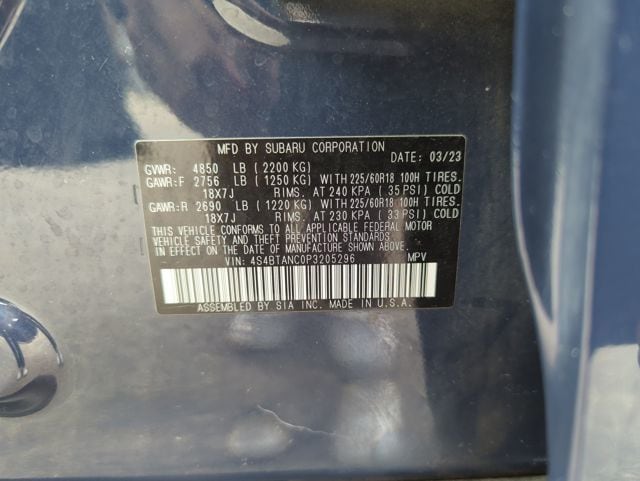 MFD BY SUBARU CORPORATION
DATE: 03/23
GVWR: 4850 LB (2200 KG)
GAWR:F 2756 LB (1250 KG) WITH 225/60R18 100H TIRES.
18X7J RIMS. AT 240 KPA (35 PSI) COLD
GAWR:R 2690 LB (1220 KG) WITH 225/60R18 100H TIRES.
18X7J RIMS. AT 230 KPA (33 PSI) COLD
THIS VEHICLE CONFORMS TO ALL APPLICABLE FEDERAL MOTOR
VEHICLE SAFETY AND THEFT PREVENTION STANDARDS
IN EFFECT ON THE DATE OF MANUFACTURE SHOWN ABOVE.
VIN: 4S4BTANC0P3205296 MPV
ASSEMBLED BY SIA INC. MADE IN U.S.A.